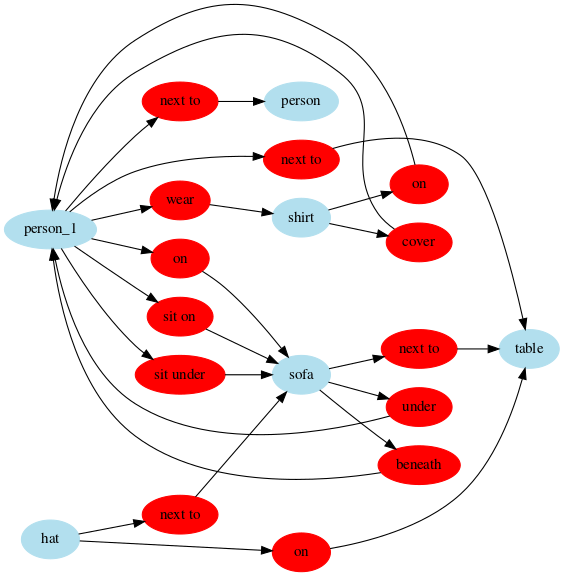 next to
person
next to
on
wear
shirt
person_1
cover
on
sit on
next to
table
sofa
sit under
under
beneath
next to
hat
on